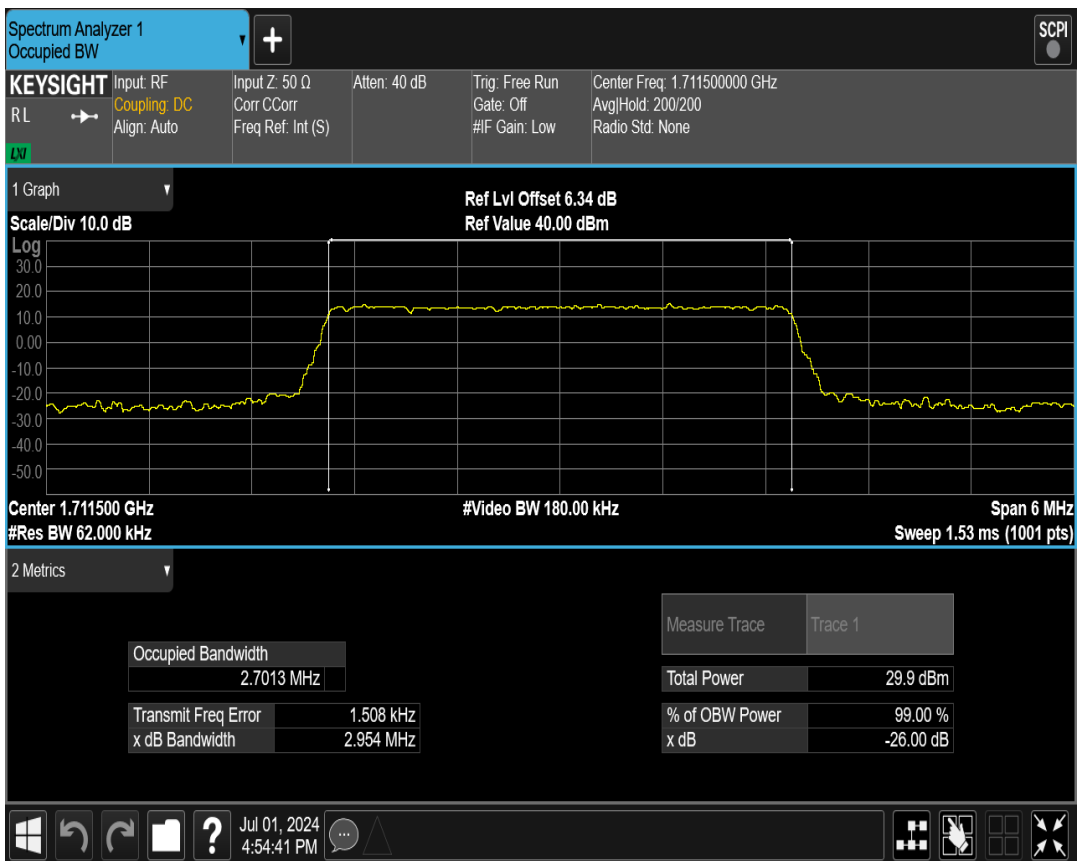 Spectrum Analyzer 1
Occupied BW
+
SCPI
KEYSIGHT
RL
LXI
Input: RF
Coupling: DC
Align: Auto
Input Z: 50 Ω
Corr CCorr
Freq Ref: Int (S)
Atten: 40 dB
Trig: Free Run
Gate: Off
#IF Gain: Low
Center Freq: 1.711500000 GHz
Avg|Hold: 200/200
Radio Std: None
1 Graph
Scale/Div 10.0 dB
Ref Lvl Offset 6.34 dB
Ref Value 40.00 dBm
Log
30.0
20.0
10.0
0.00
-10.0
-20.0
-30.0
-40.0
-50.0
Center 1.711500 GHz
#Video BW 180.00 kHz
Span 6 MHz
#Res BW 62.000 kHz
Sweep 1.53 ms (1001 pts)
2 Metrics
Measure Trace Trace 1
Occupied Bandwidth
2.7013 MHz
Total Power 29.9 dBm
Transmit Freq Error 1.508 kHz
% of OBW Power 99.00 %
x dB Bandwidth 2.954 MHz
x dB -26.00 dB
?
Jul 01, 2024
4:54:41 PM